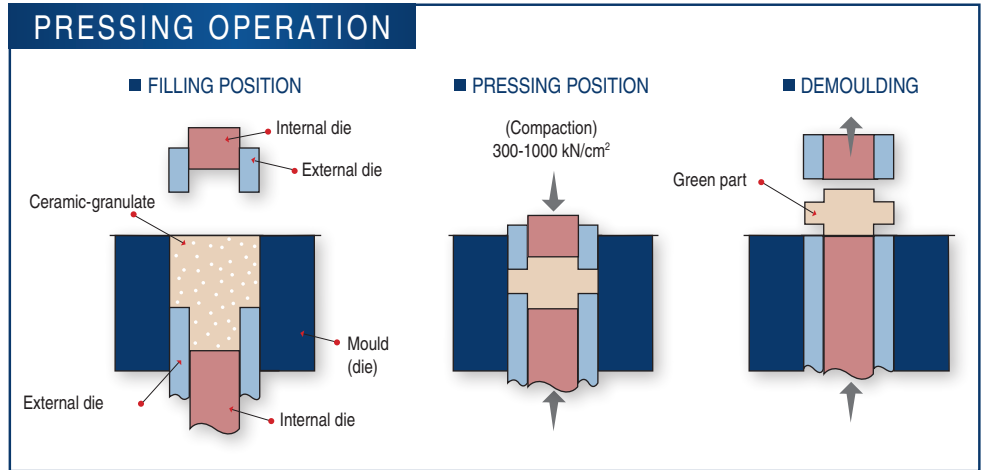 PRESSING OPERATION
■ FILLING POSITION
Internal die
External die
Ceramic-granulate
Mould
(die)
External die
Internal die
■ PRESSING POSITION
(Compaction)
300-1000 kN/cm²
■ DEMOULDING
Green part